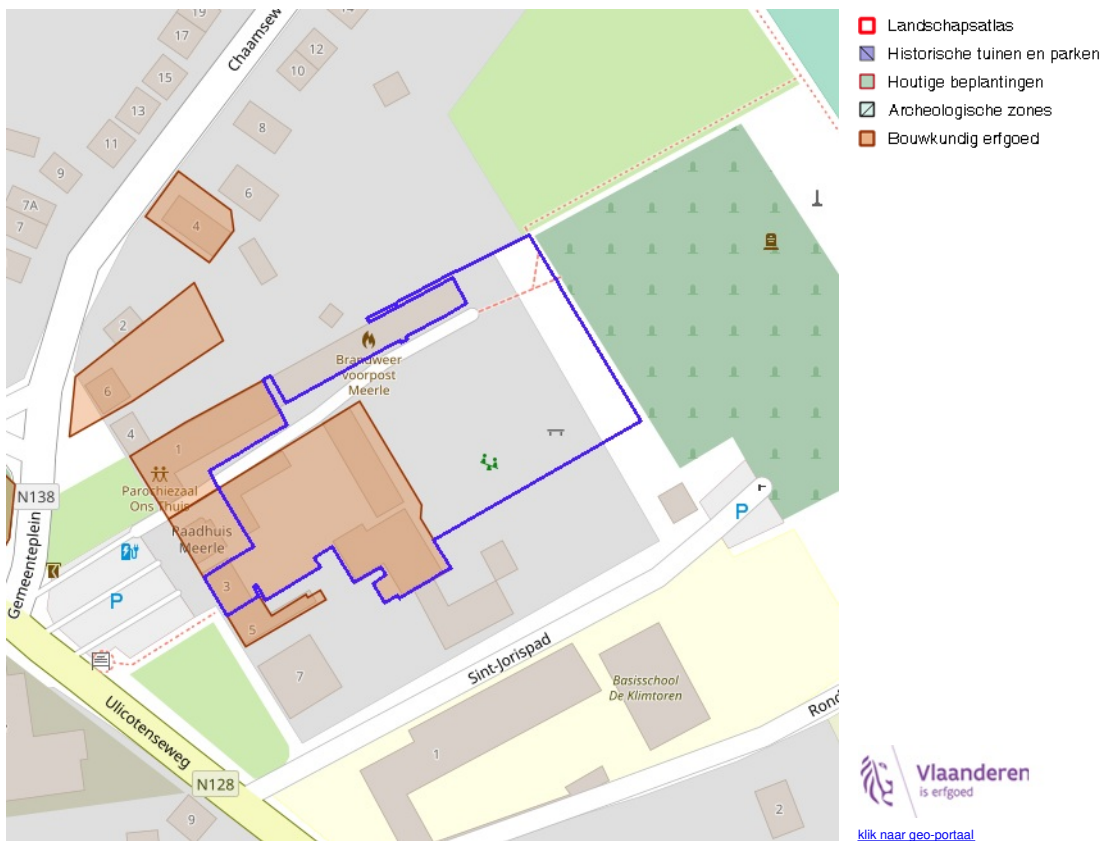 19
17
15
13
11
9
7A
7
Chaamsew
14
12
10
8
6
4
2
6
4
1
Brandweer
voorpost
Meerle
Parochiezaal
Ons Thuis
Raadhuis
Meerle
3
5
7
N138
Gemeenteplein
P
P
Sint-Jorispad
Basisschool
De Klimtoren
1
Rond
Ulicotenseweg
N128
9
2
Landschapsatlas
Historische tuinen en parken
Houtige beplantingen
Archeologische zones
Bouwkundig erfgoed
Vlaanderen
is erfgoed
klik naar geo-portaal